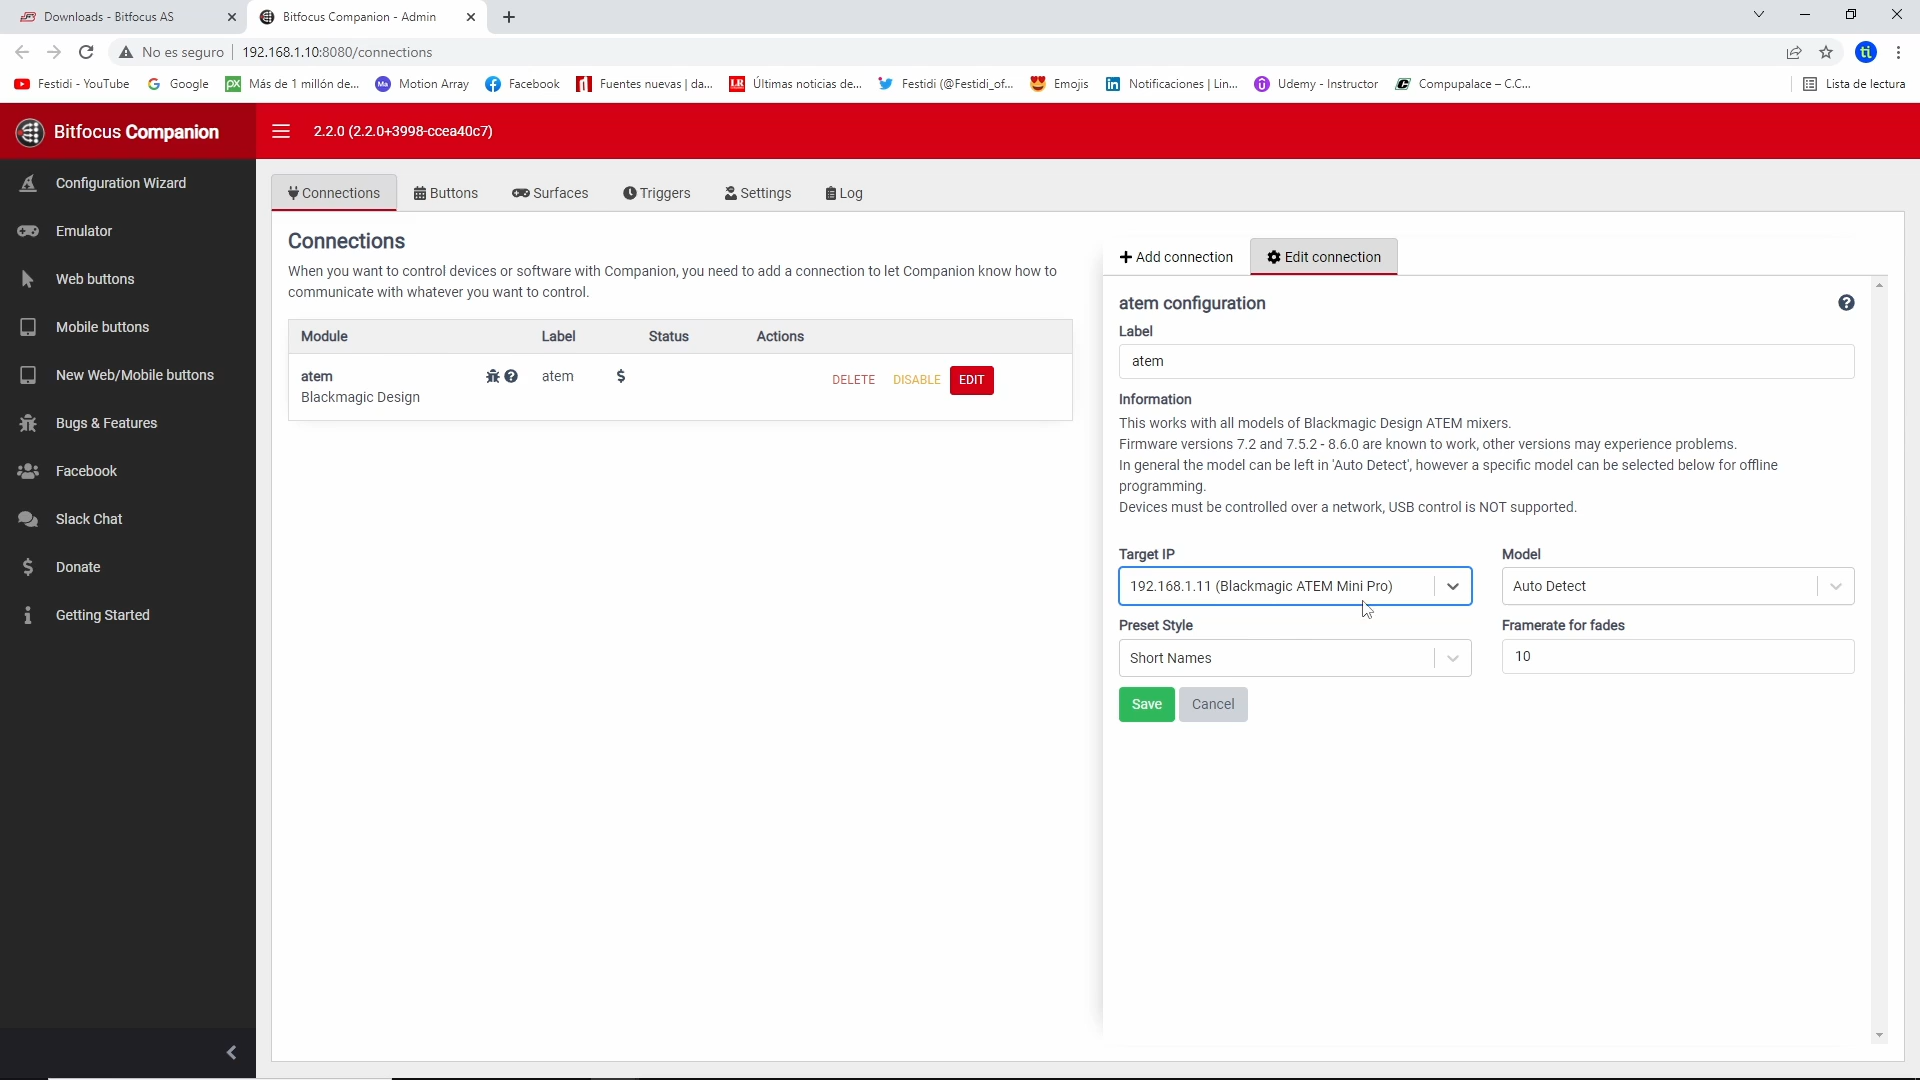 Downloads - Bitfocus AS
Bitfocus Companion - Admin
No es seguro
192.168.1.10:8080/connections
ti
Festidi - YouTube
Google
Más de 1 millón de...
Motion Array
Facebook
Fuentes nuevas | da...
Últimas noticias de...
Festidi (@Festidi_of...
Emojis
Notificaciones | Lin...
Udemy - Instructor
Compupalace – C.C...
Lista de lectura
Bitfocus Companion
2.2.0 (2.2.0+3998-ccea40c7)
Configuration Wizard
Emulator
Web buttons
Mobile buttons
New Web/Mobile buttons
Bugs & Features
Facebook
Slack Chat
Donate
Getting Started
Connections
Buttons
Surfaces
Triggers
Settings
Log
Connections
When you want to control devices or software with Companion, you need to add a connection to let Companion know how to
communicate with whatever you want to control.
Module
Label
Status
Actions
atem
Blackmagic Design
atem
$
DELETE
DISABLE
EDIT
Add connection
Edit connection
atem configuration
Label
atem
Information
This works with all models of Blackmagic Design ATEM mixers.
Firmware versions 7.2 and 7.5.2 - 8.6.0 are known to work, other versions may experience problems.
In general the model can be left in 'Auto Detect', however a specific model can be selected below for offline
programming.
Devices must be controlled over a network, USB control is NOT supported.
Target IP
Model
192.168.1.11 (Blackmagic ATEM Mini Pro)
Auto Detect
Preset Style
Framerate for fades
Short Names
10
Save
Cancel